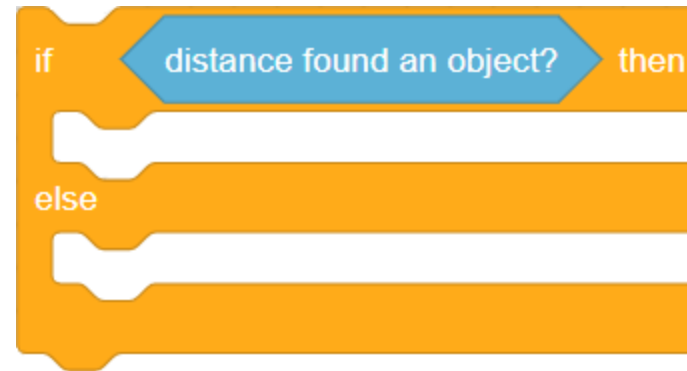 if distance found an object? then
else